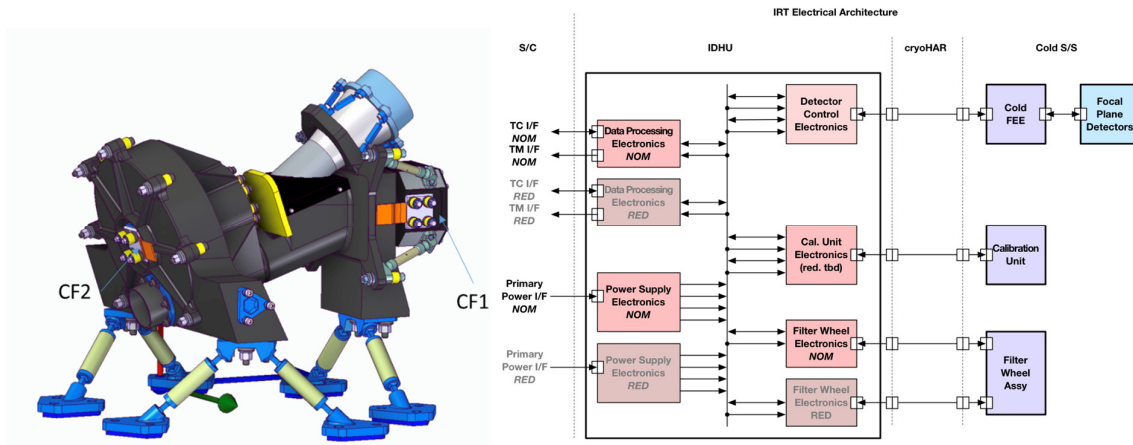 CF2
CF1
IRT Electrical Architecture
S/C
IDHU
cryoHAR
Cold S/S
TC I/F
NOM
TM I/F
NOM
TC I/F
RED
TM I/F
RED
Primary
Power I/F
NOM
Primary
Power I/F
RED
Data Processing
Electronics
NOM
Data Processing
Electronics
RED
Power Supply
Electronics
NOM
Power Supply
Electronics
RED
Detector
Control
Electronics
Cal. Unit
Electronics
(red. tbd)
Filter Wheel
Electronics
NOM
Filter Wheel
Electronics
RED
Cold
FEE
Focal
Plane
Detectors
Calibration
Unit
Filter
Wheel
Assy